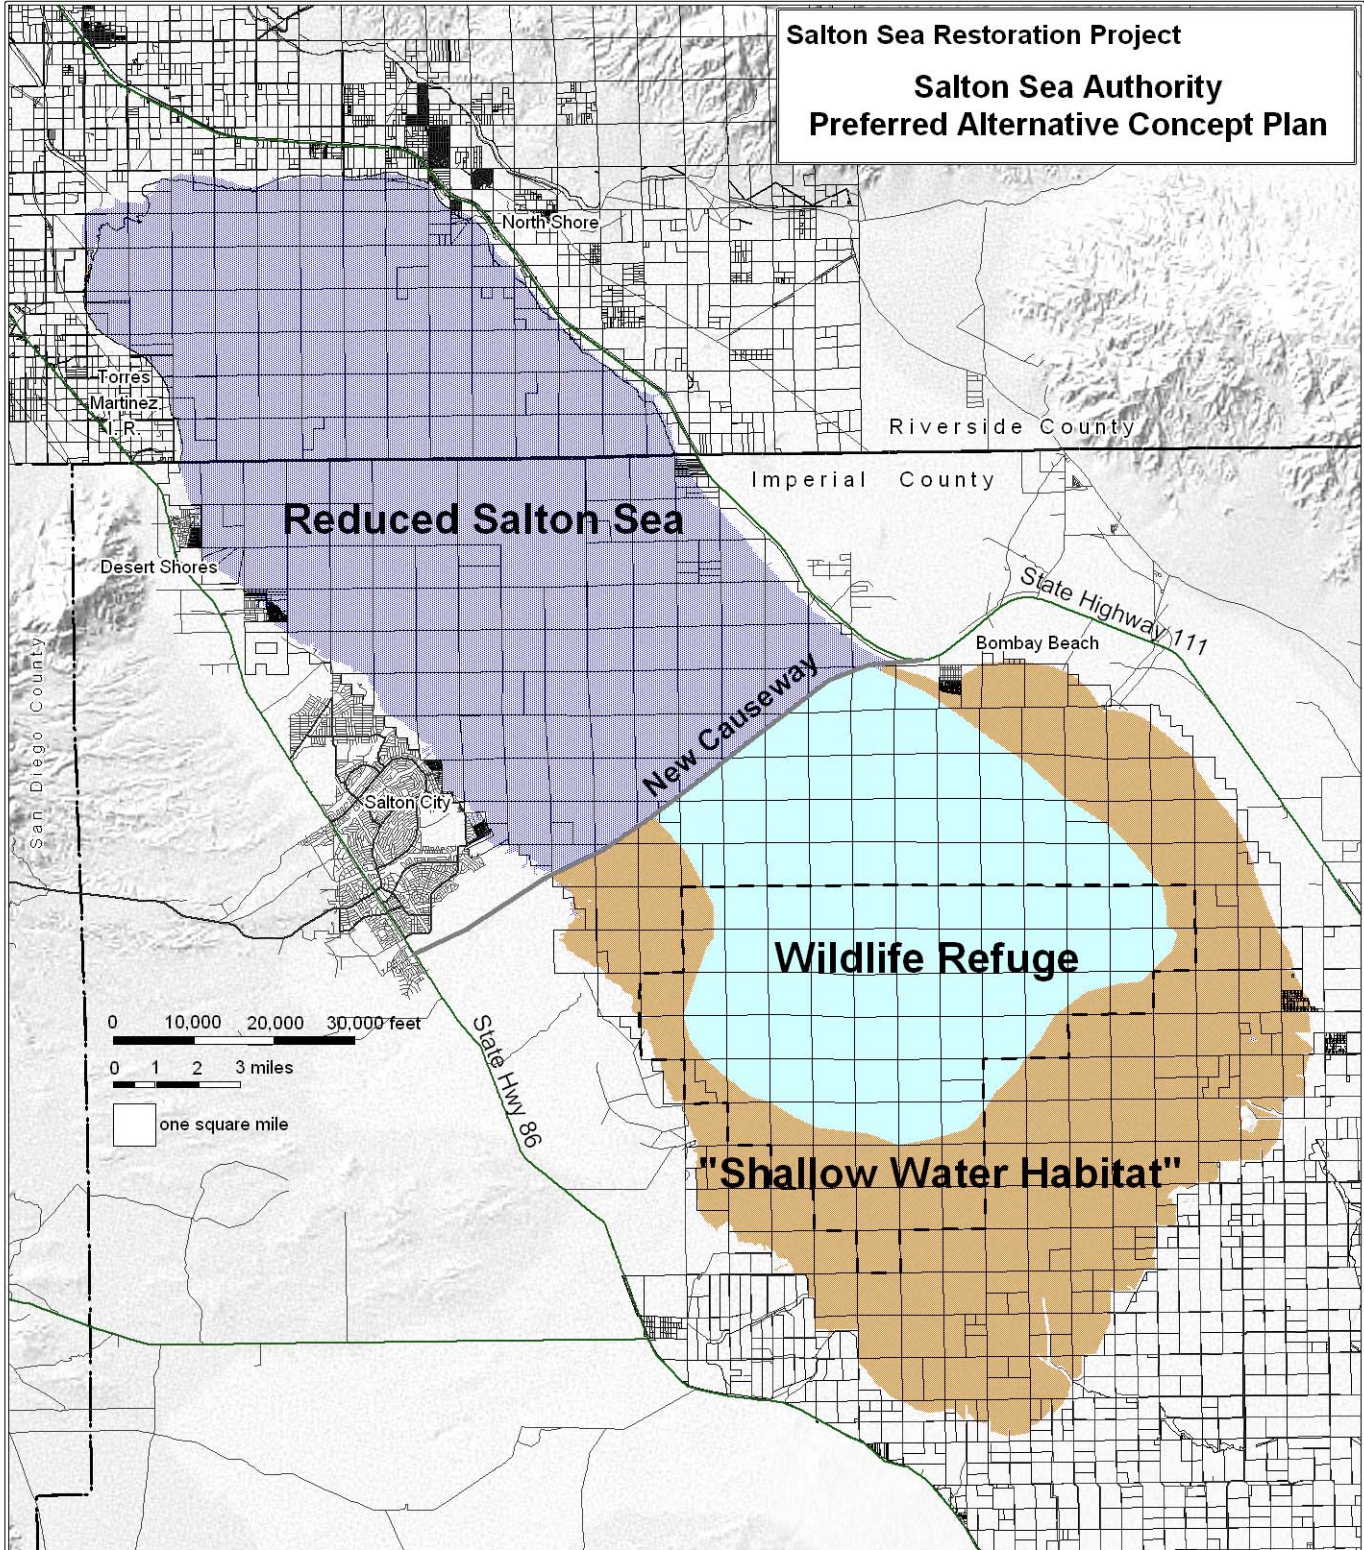 Salton Sea Restoration Project
Salton Sea Authority
Preferred Alternative Concept Plan
North Shore
Torres
Martinez
I. R.
Riverside County
Imperial County
Reduced Salton Sea
Desert Shores
State Highway 111
Bombay Beach
San Diego County
New Causeway
Salton City
Wildlife Refuge
0 10,000 20,000 30,000 feet
0 1 2 3 miles
one square mile
State Hwy 86
"Shallow Water Habitat"